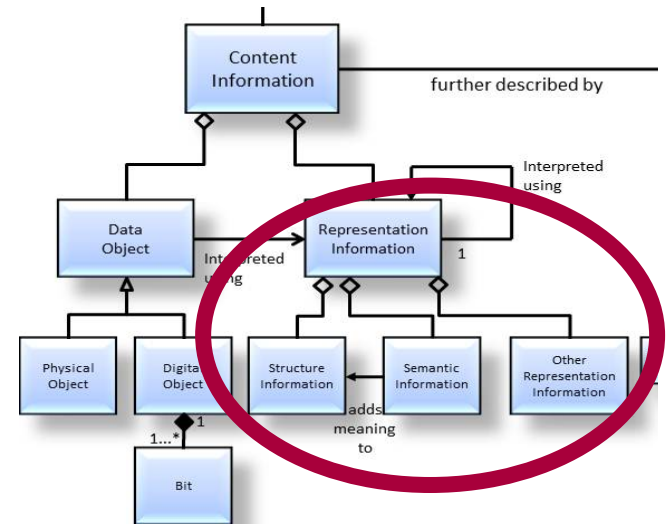 Content
Information
further described by
Interpreted
using
Data
Object
Representation
Information
Interpreted
using
1
Physical
Object
Digital
Object
Structure
Information
Semantic
Information
Other
Representation
Information
adds
meaning
to
1
1...*
Bit